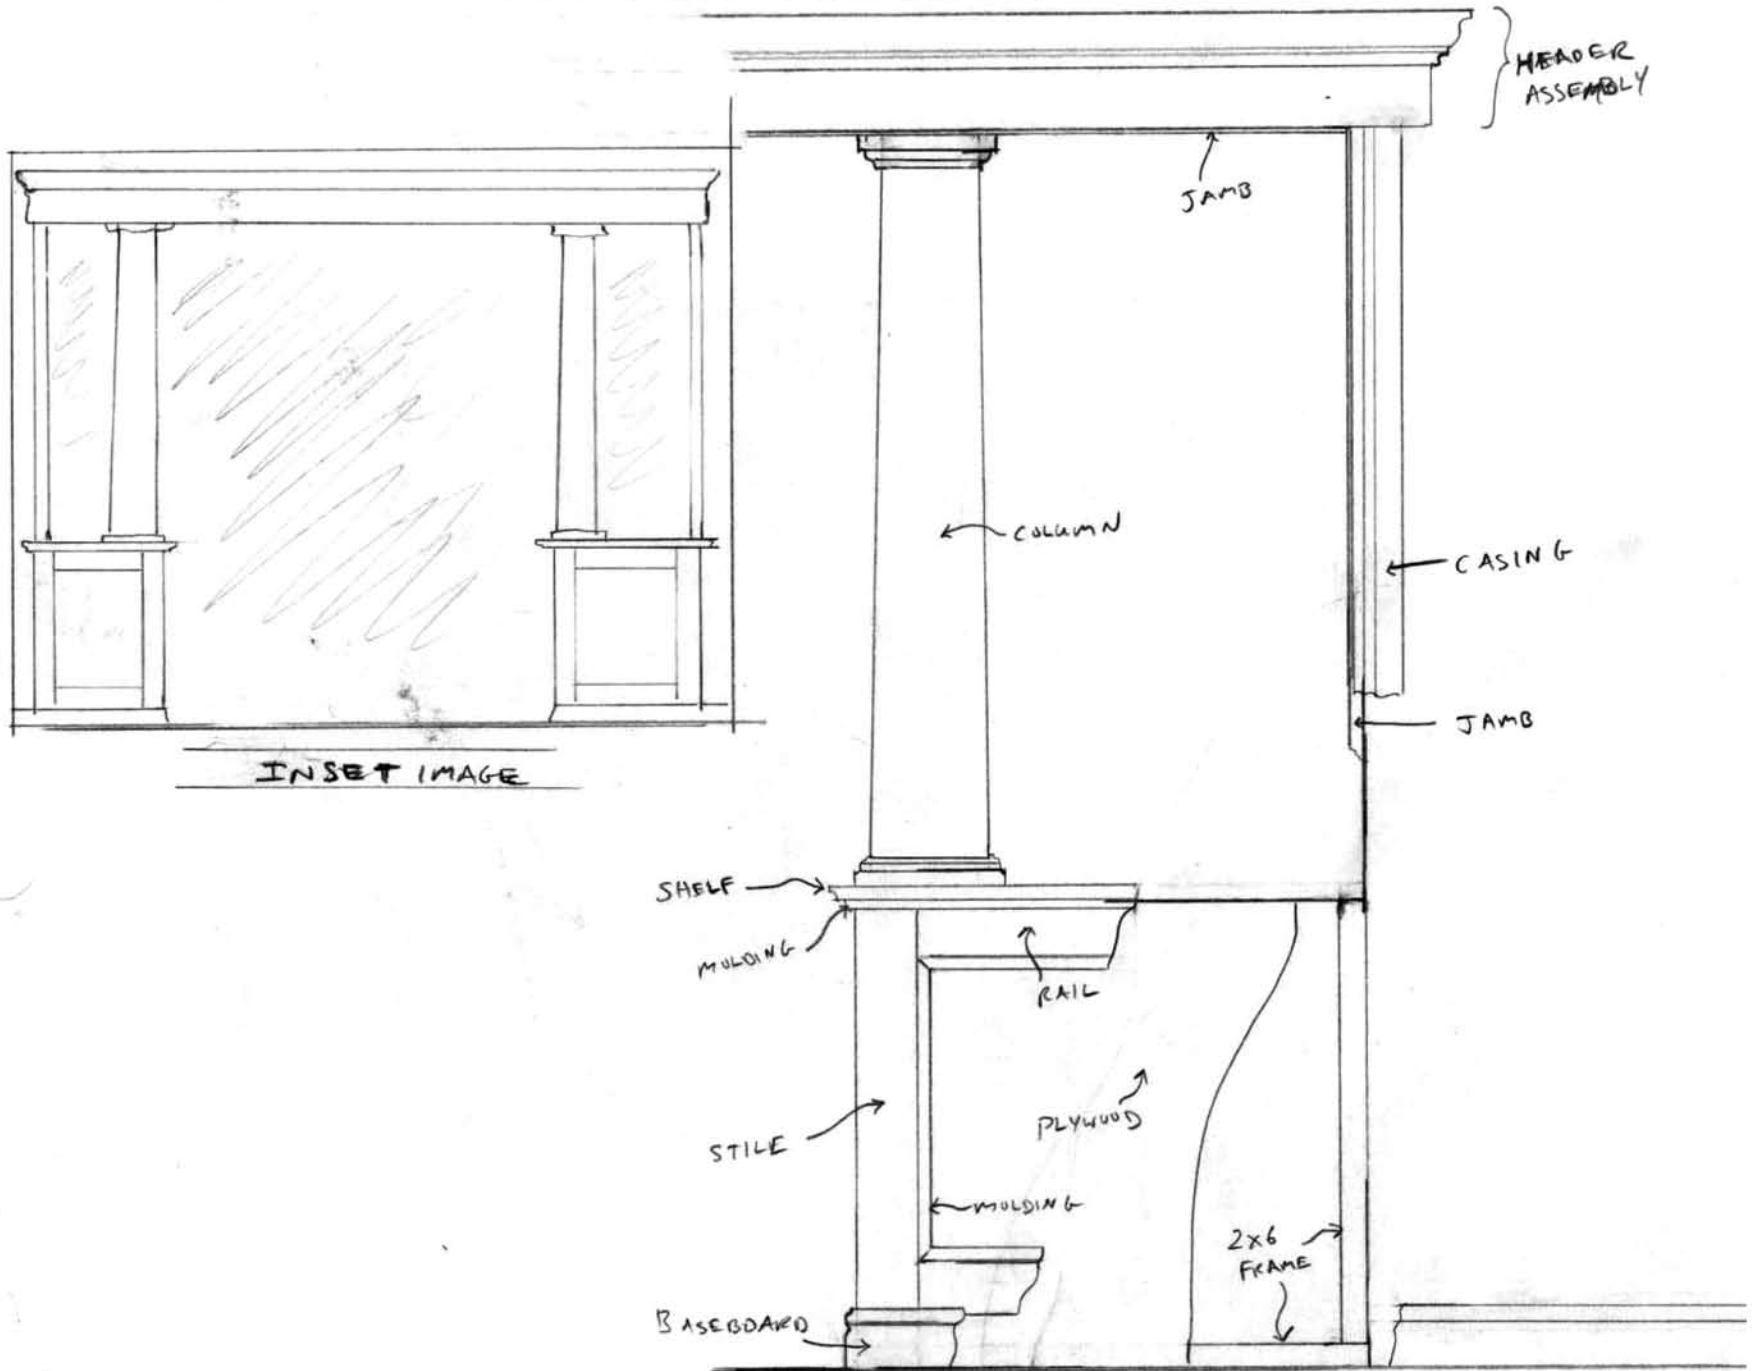 HEADER
ASSEMBLY
JAMB
COLUMN
CASING
JAMB
INSET IMAGE
SHELF
MOLDING
RAIL
PLYWOOD
STILE
MOLDING
2x6
FRAME
BASEBOARD